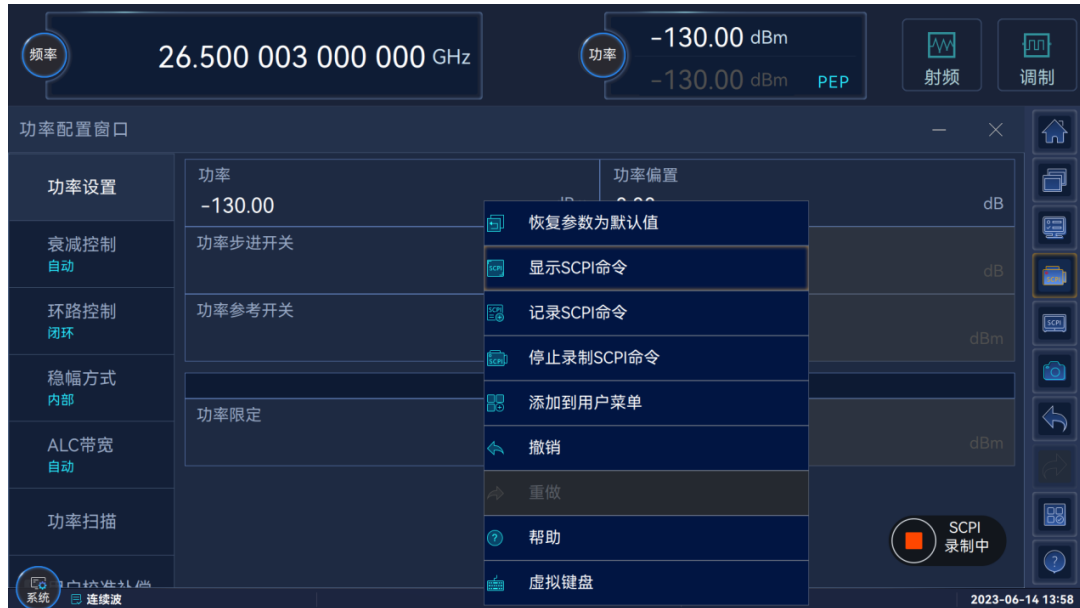 频率
26.500 003 000 000 GHz
功率
-130.00 dBm
-130.00 dBm PEP
射频
调制
功率配置窗口
功率设置
衰减控制
自动
环路控制
闭环
稳幅方式
内部
ALC带宽
自动
功率扫描
功率
-130.00
功率偏置
dB
功率步进开关
dB
功率参考开关
dBm
功率限定
dBm
恢复参数为默认值
显示SCPI命令
记录SCPI命令
停止录制SCPI命令
添加到用户菜单
撤销
重做
帮助
虚拟键盘
SCPI
录制中
系统
连续波
2023-06-14 13:58